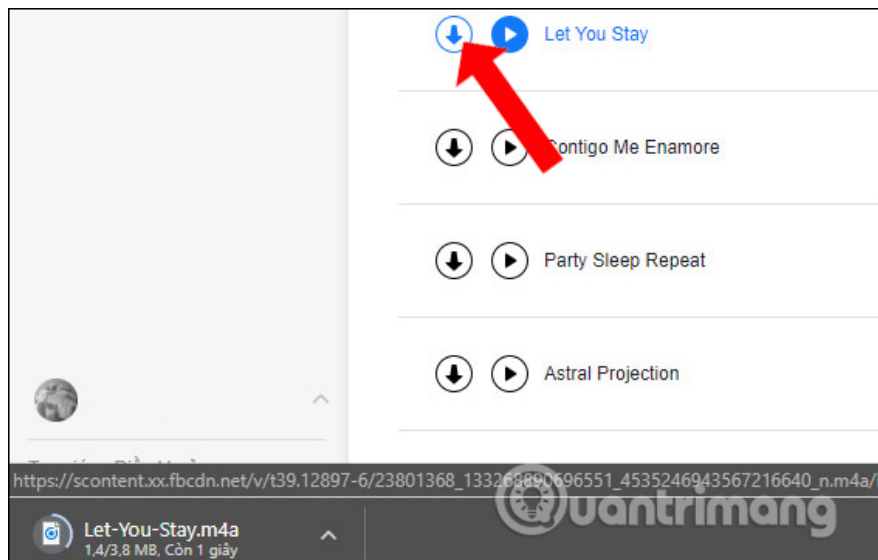 Let You Stay
Contigo Me Enamore
Party Sleep Repeat
Astral Projection
https://scontent.xx.fbcdn.net/v/t39.12897-6/23801368_133268890696551_4535246943567216640_n.m4a/
Quantrimang
Let-You-Stay.m4a
1,4/3,8 MB, Còn 1 giây